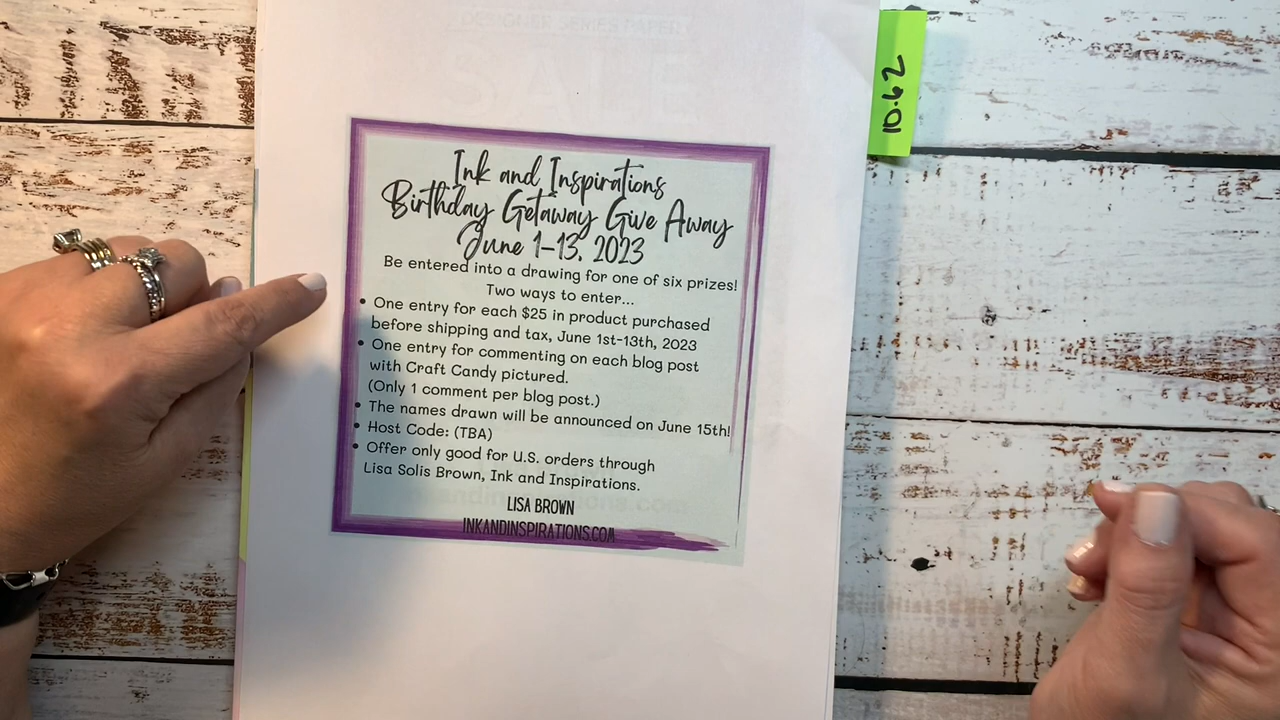 DESIGNER SERIES PAPER
SALE
10.62
Ink and Inspirations
Birthday Getaway Give Away
June 1-13, 2023
Be entered into a drawing for one of six prizes!
Two ways to enter...
• One entry for each $25 in product purchased
before shipping and tax, June 1st-13th, 2023
• One entry for commenting on each blog post
with Craft Candy pictured.
(Only 1 comment per blog post.)
• The names drawn will be announced on June 15th!
• Host Code: (TBA)
• Offer only good for U.S. orders through
Lisa Solis Brown, Ink and Inspirations.
LISA BROWN
INKANDINSPIRATIONS.COM